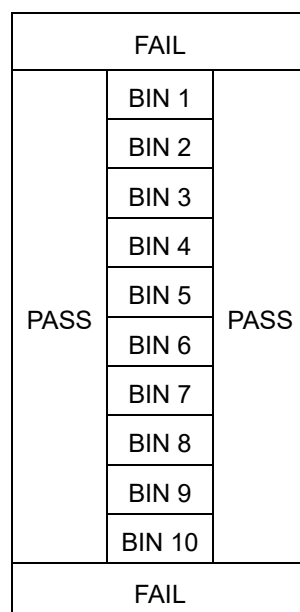 FAIL
BIN 1
BIN 2
BIN 3
BIN 4
BIN 5
PASS
PASS
BIN 6
BIN 7
BIN 8
BIN 9
BIN 10
FAIL